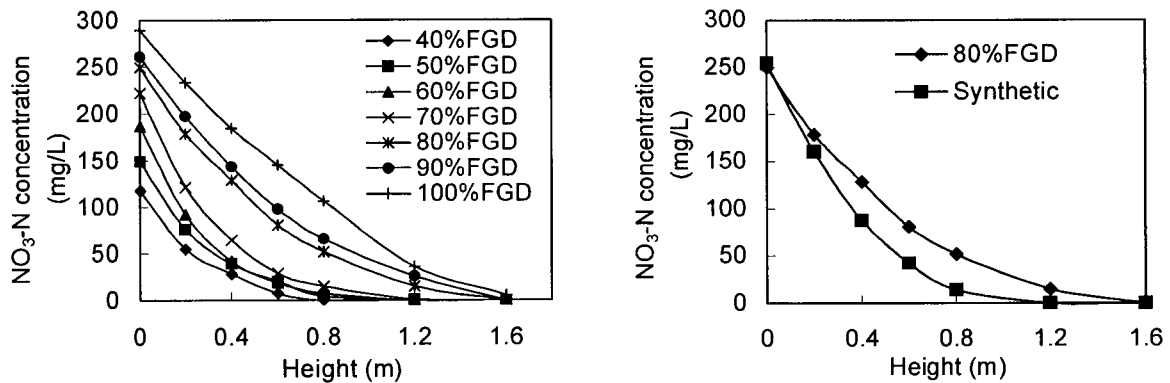 NO3-N concentration
(mg/L)
300
250
200
150
100
50
0
0
0.4
0.8
1.2
1.6
Height (m)
40%FGD
50%FGD
60%FGD
70%FGD
80%FGD
90%FGD
100%FGD
NO3-N concentration
(mg/L)
300
250
200
150
100
50
0
0
0.4
0.8
1.2
1.6
Height (m)
80%FGD
Synthetic